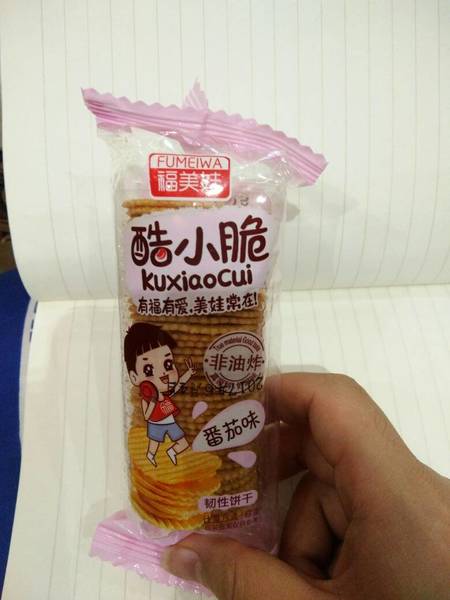 FUMEIWA
福美娃
酷小脆
kuxiaocui
有福有爱,美娃常在!
非油炸
番茄味
韧性饼干